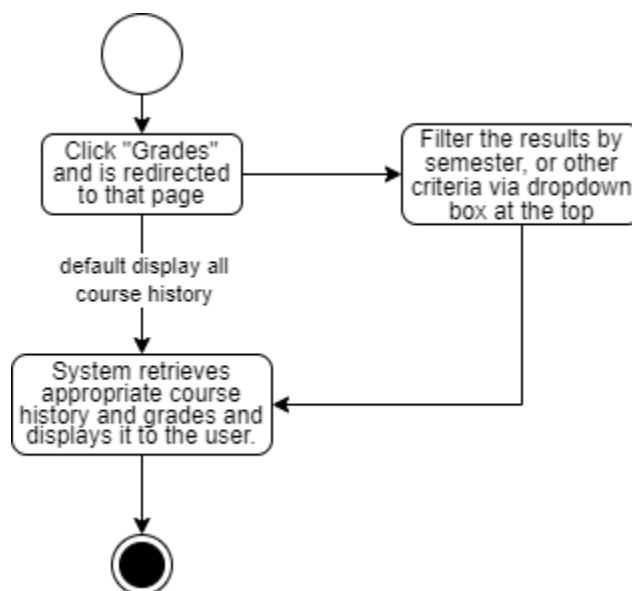 Click "Grades"
and is redirected
to that page
Filter the results by
semester, or other
criteria via dropdown
box at the top
default display all
course history
System retrieves
appropriate course
history and grades and
displays it to the user.